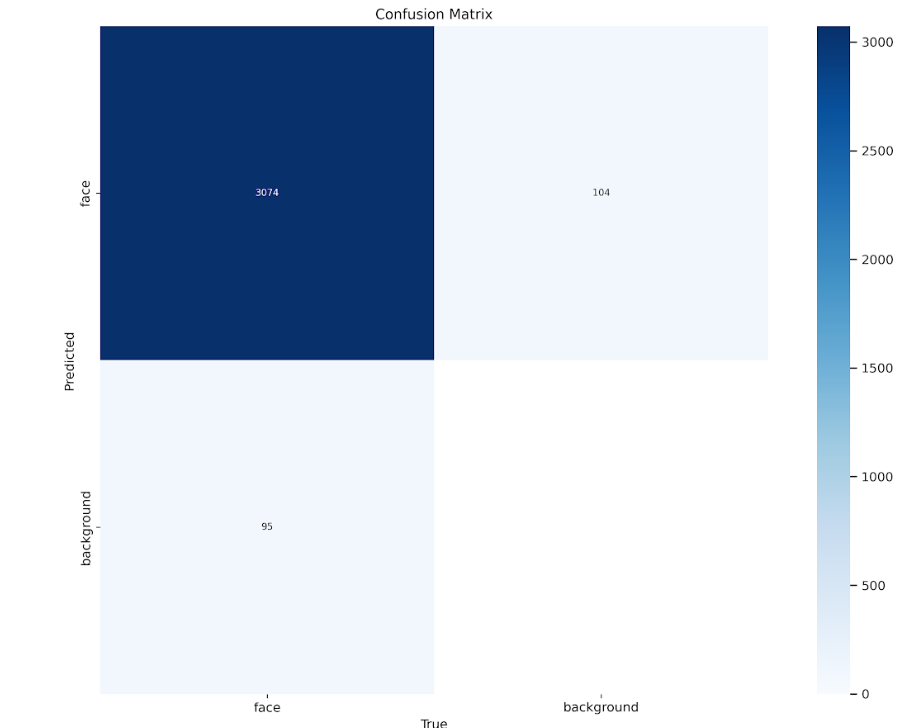 Confusion Matrix
face
3074
104
Predicted
background
95
face
background
True
3000
2500
2000
1500
1000
500
0